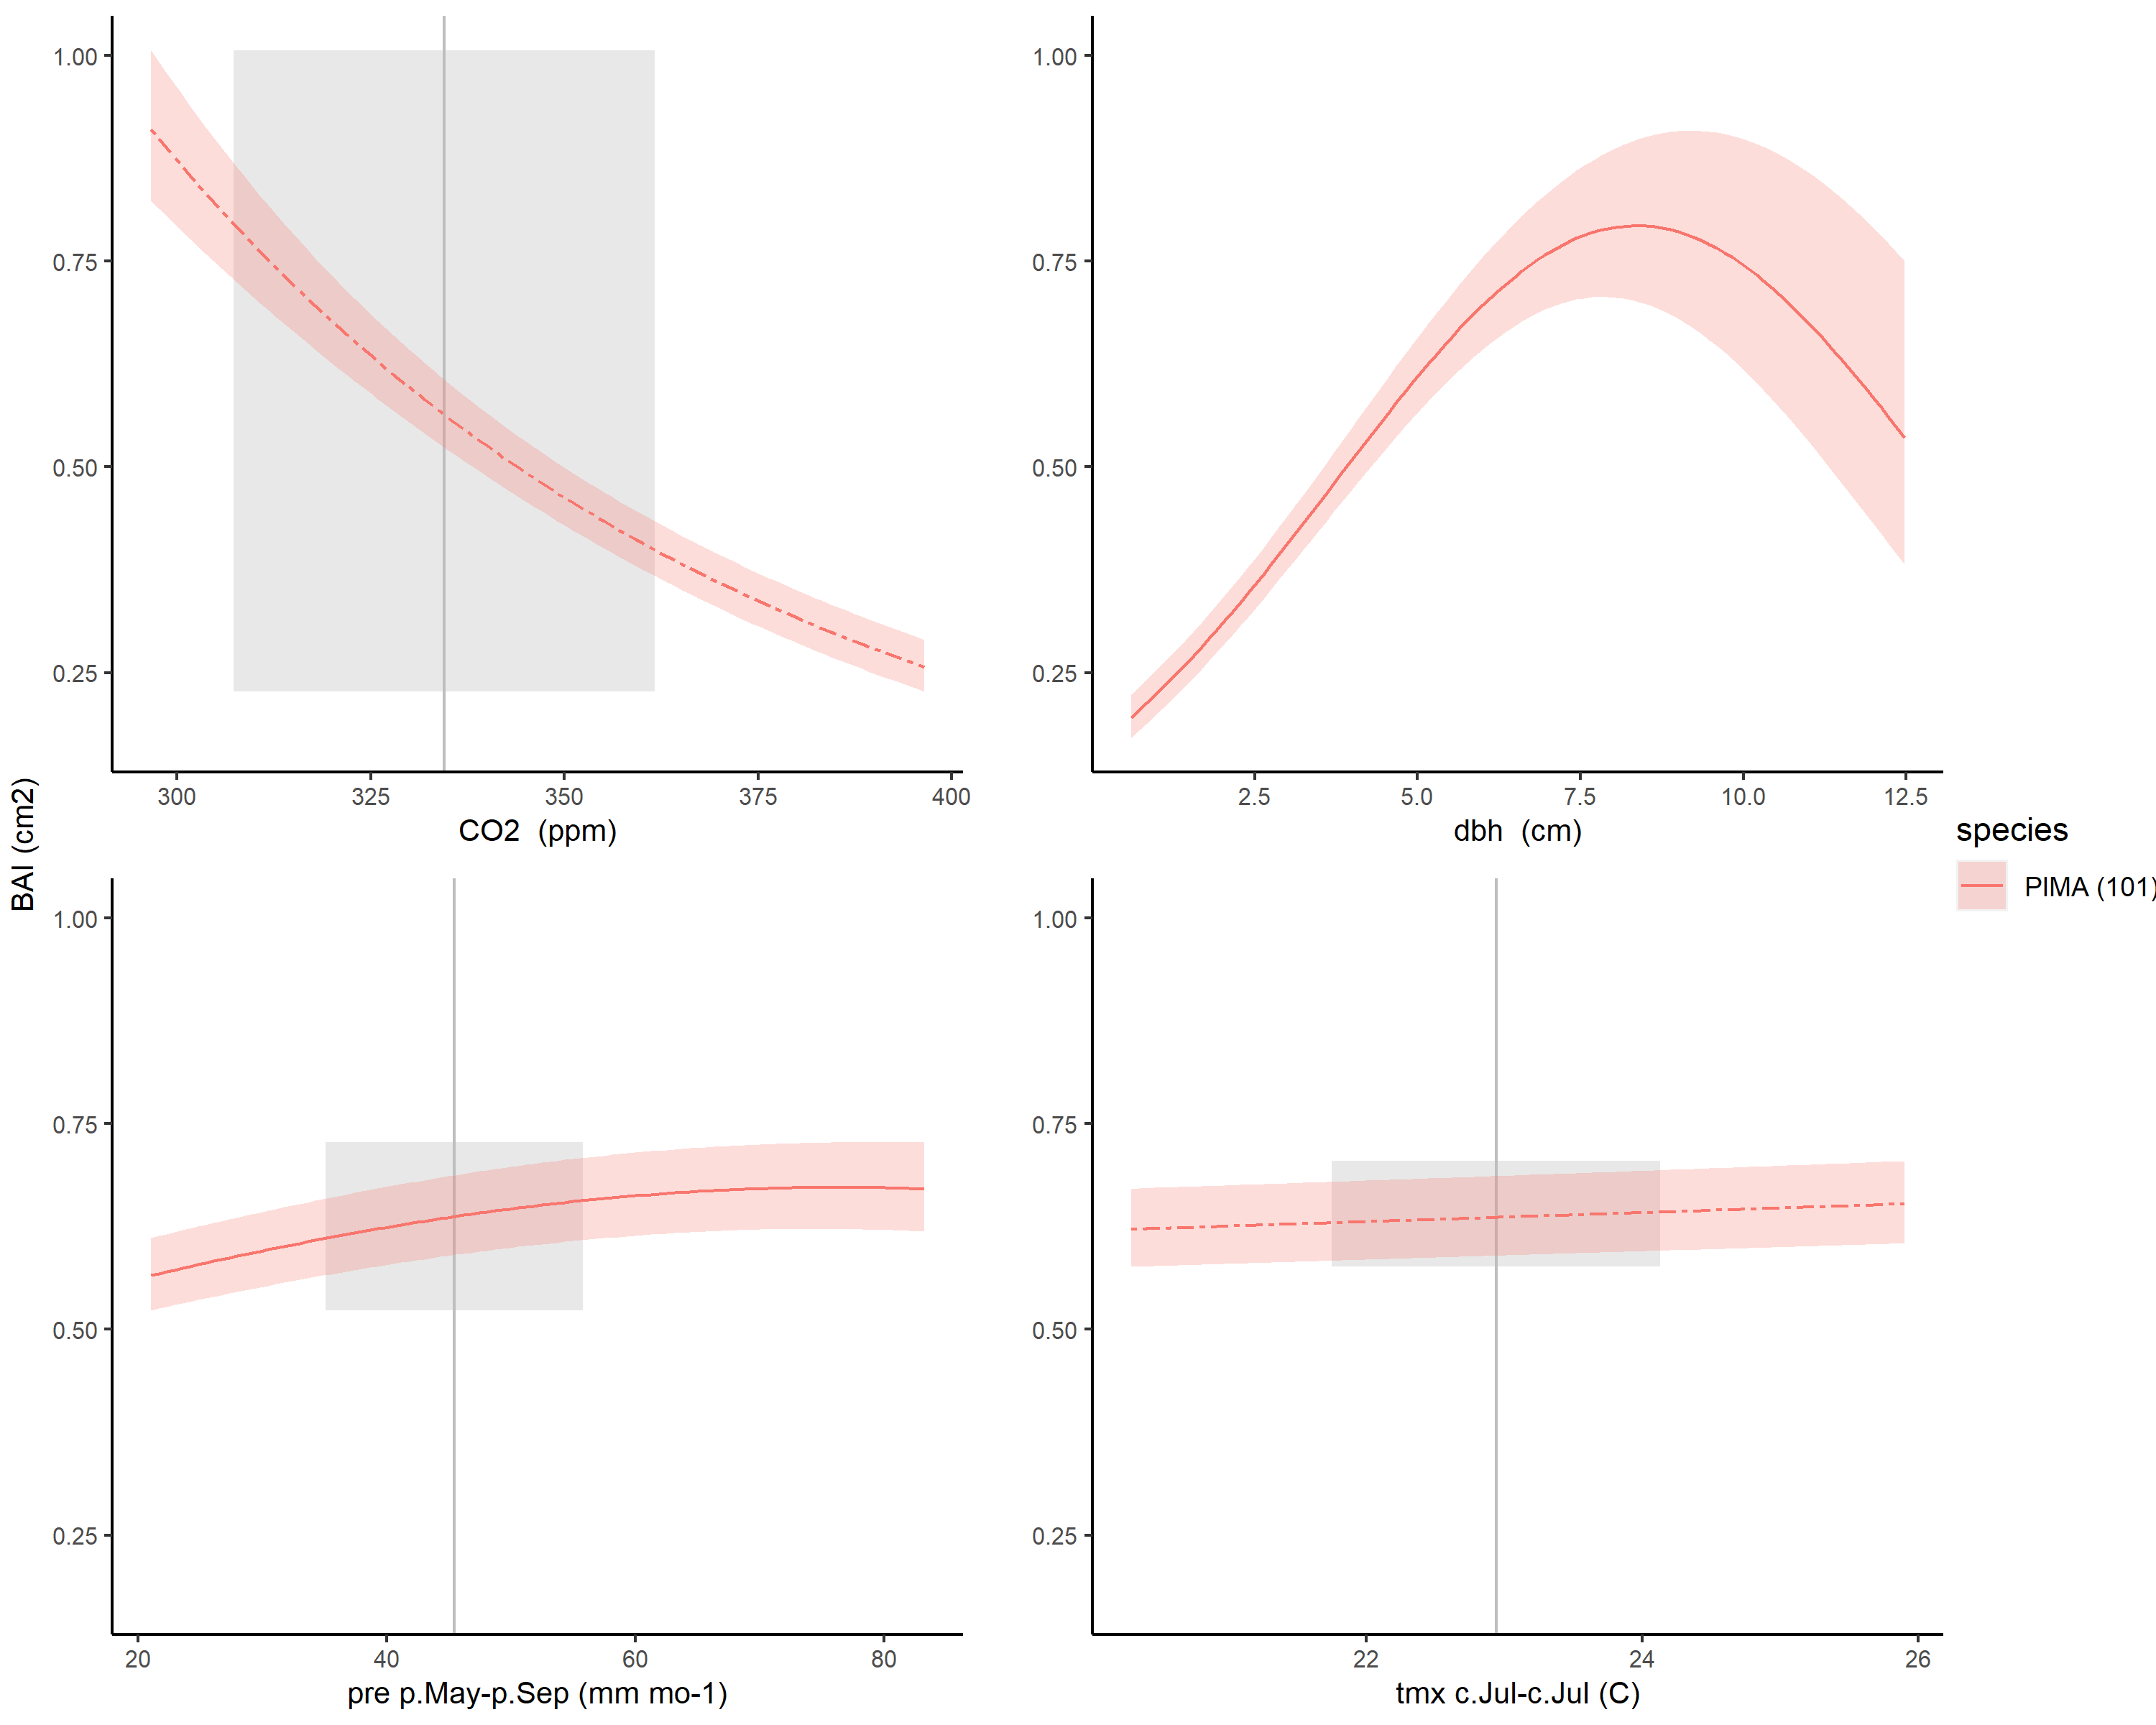 1.00
0.75
0.50
0.25
300 325 350 375 400
CO2 (ppm)
1.00
0.75
0.50
0.25
2.5 5.0 7.5 10.0 12.5
dbh (cm)
BAI (cm2)
species
PIMA (101)
1.00
0.75
0.50
0.25
20 40 60 80
pre p.May-p.Sep (mm mo-1)
1.00
0.75
0.50
0.25
22 24 26
tmx c.Jul-c.Jul (C)